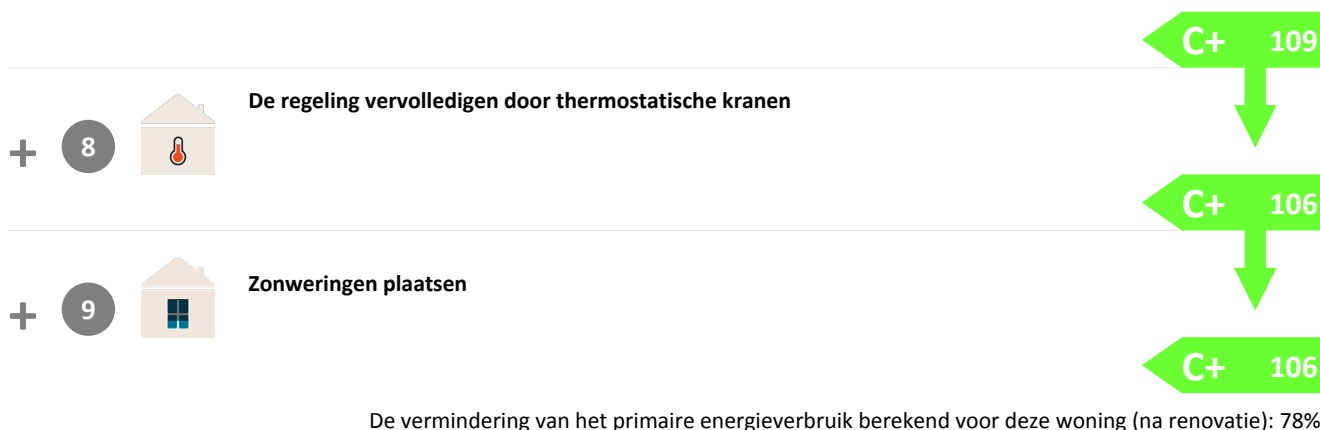 C+ 109
De regeling vervolledigen door thermostatische kranen
+ 8
C+ 106
Zonweringen plaatsen
+ 9
C+ 106
De vermindering van het primaire energieverbruik berekend voor deze woning (na renovatie): 78%